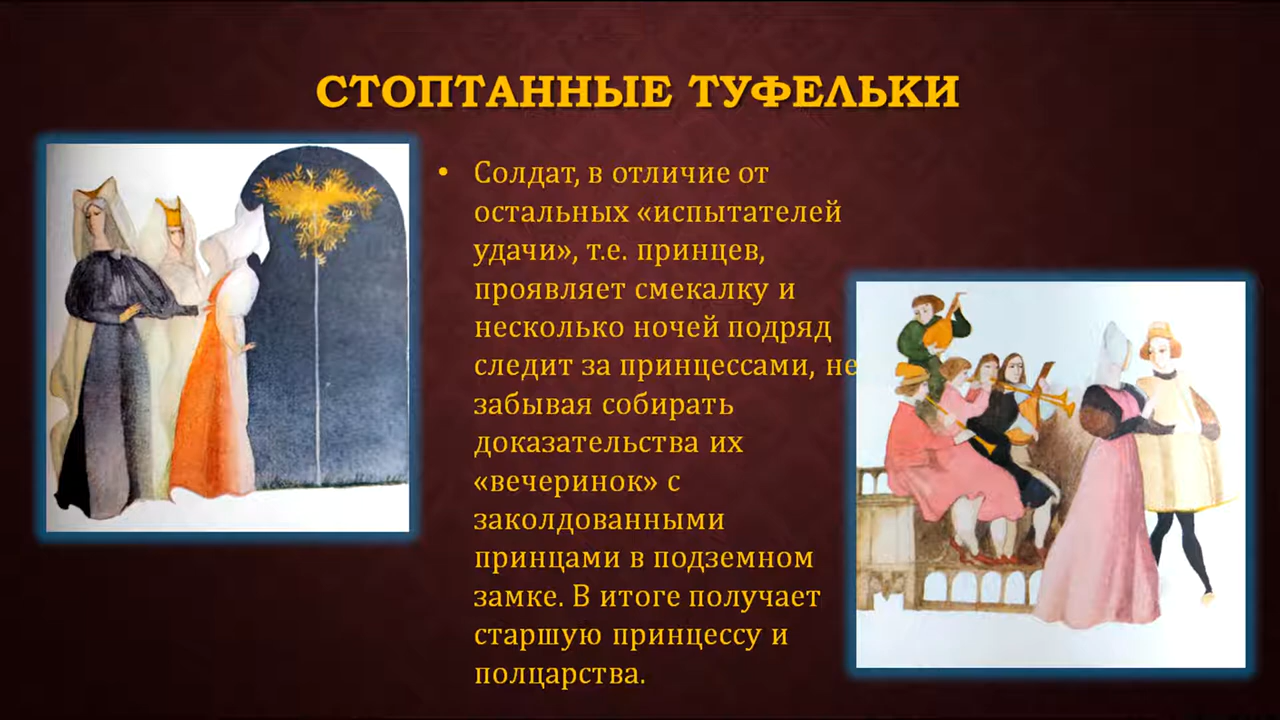 СТОПТАННЫЕ ТУФЕЛЬКИ
• Солдат, в отличие от
остальных «испытателей
удачи», т.е. принцев,
проявляет смекалку и
несколько ночей подряд
следит за принцессами, не
забывая собирать
доказательства их
«вечеринок» с
заколдованными
принцами в подземном
замке. В итоге получает
старшую принцессу и
полцарства.